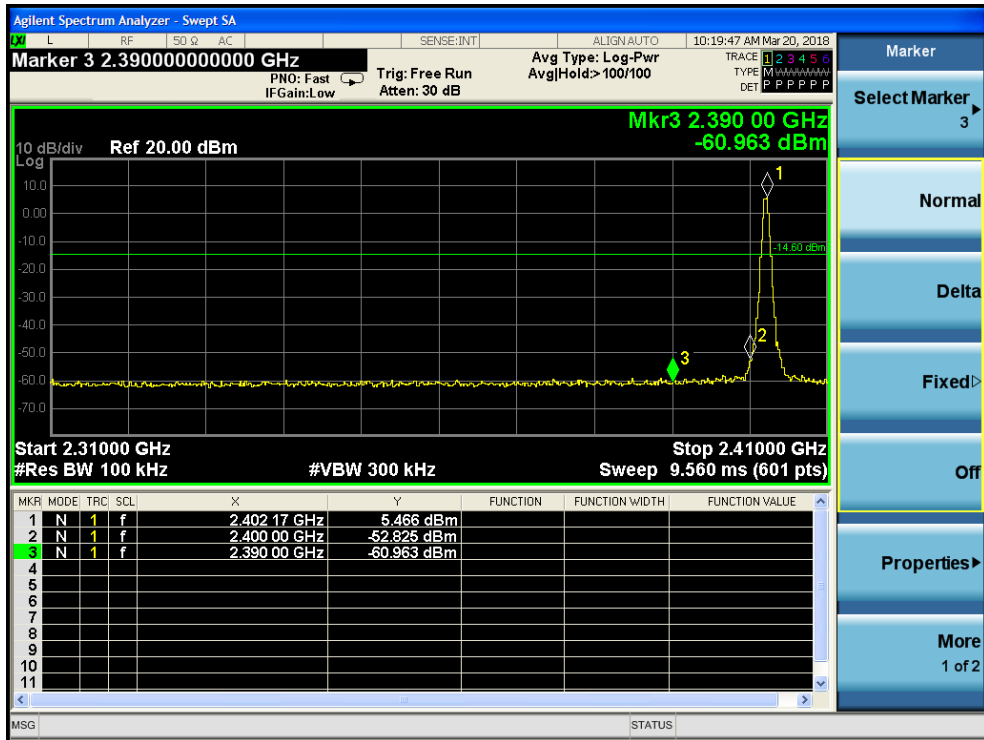 Agilent Spectrum Analyzer - Swept SA
LXI L RF 50 Ω AC SENSE:INT ALIGN AUTO 10:19:47 AM Mar 20, 2018
Marker 3 2.390000000000 GHz
PNO: Fast
IFGain:Low
Trig: Free Run
Atten: 30 dB
Avg Type: Log-Pwr
Avg|Hold:>100/100
TRACE 1 2 3 4 5 6
TYPE M
DET P P P P P P
Mkr3 2.390 00 GHz
-60.963 dBm
10 dB/div Ref 20.00 dBm
Log
10.0
0.00
-10.0
-20.0
-30.0
-40.0
-50.0
-60.0
-70.0
1
-14.60 dBm
2
3
Start 2.31000 GHz Stop 2.41000 GHz
#Res BW 100 kHz #VBW 300 kHz Sweep 9.560 ms (601 pts)
MKR MODE TRC SCL X Y FUNCTION FUNCTION WIDTH FUNCTION VALUE
1 N 1 f 2.402 17 GHz 5.466 dBm
2 N 1 f 2.400 00 GHz -52.825 dBm
3 N 1 f 2.390 00 GHz -60.963 dBm
4
5
6
7
8
9
10
11
MSG STATUS
Marker
Select Marker
3
Normal
Delta
Fixed
Off
Properties
More
1 of 2